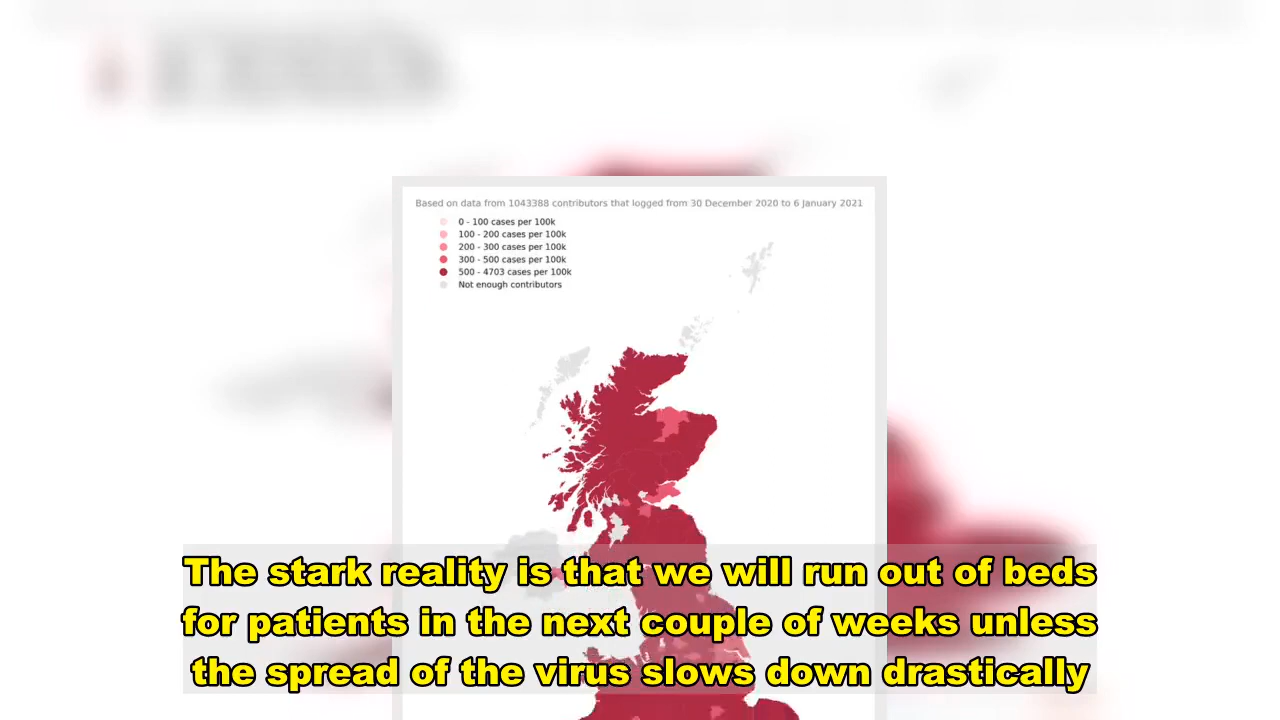 Based on data from 1043388 contributors that logged from 30 December 2020 to 6 January 2021
0 - 100 cases per 100k
100 - 200 cases per 100k
200 - 300 cases per 100k
300 - 500 cases per 100k
500 - 4703 cases per 100k
Not enough contributors
The stark reality is that we will run out of beds
for patients in the next couple of weeks unless
the spread of the virus slows down drastically